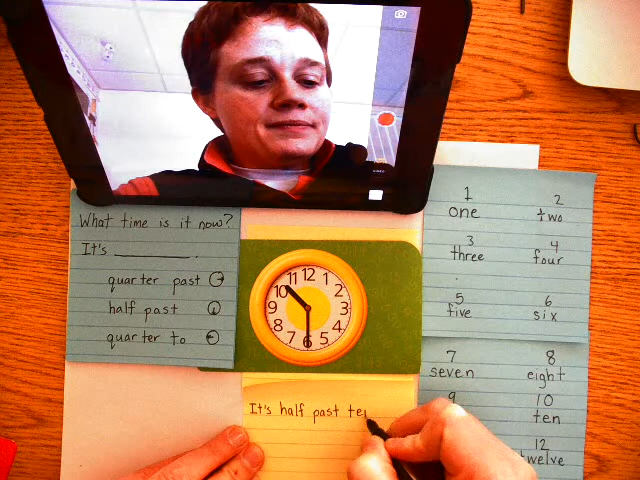 What time is it now?
It's ________.
quarter past
half past
quarter to
12
1
2
3
4
5
6
7
8
9
10
11
It's half past te
1
one
2
two
3
three
4
four
5
five
6
six
7
seven
8
eight
9
10
ten
12
twelve